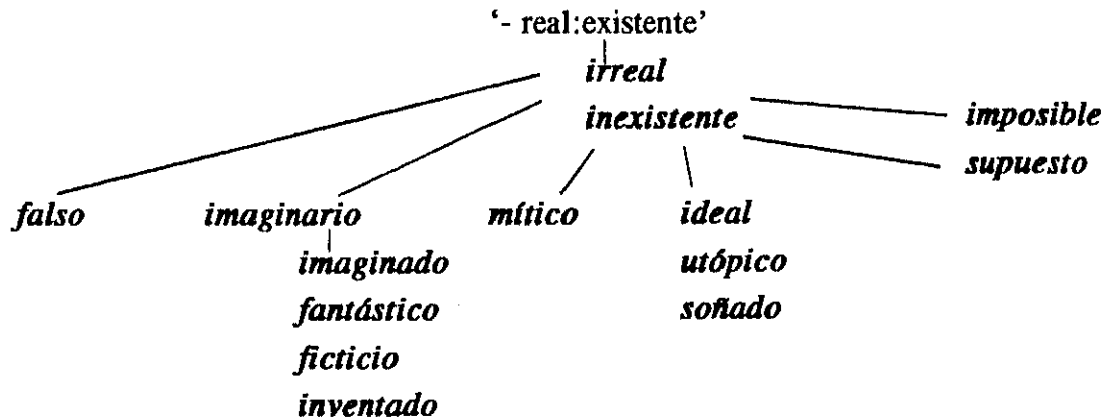 ‘- real:existente’
irreal
inexistente
imposible
supuesto
falso imaginario mítico ideal
imaginado utópico
fantástico soñado
ficticio
inventado